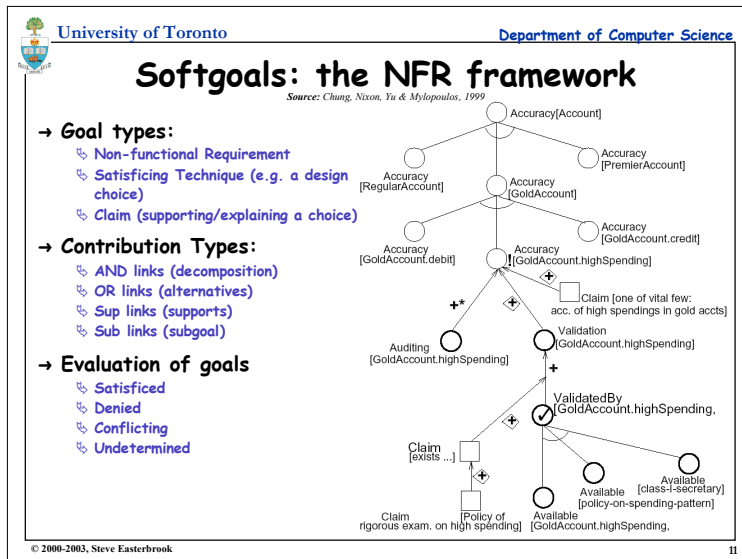 University of Toronto
Department of Computer Science
Softgoals: the NFR framework
Source: Chung, Nixon, Yu & Mylopoulos, 1999
→ Goal types:
Non-functional Requirement
Satisficing Technique (e.g. a design
choice)
Claim (supporting/explaining a choice)
→ Contribution Types:
AND links (decomposition)
OR links (alternatives)
Sup links (supports)
Sub links (subgoal)
→ Evaluation of goals
Satisficed
Denied
Conflicting
Undetermined
Accuracy[Account]
Accuracy
[RegularAccount]
Accuracy
[GoldAccount]
Accuracy
[PremierAccount]
Accuracy
[GoldAccount.debit]
! Accuracy
[GoldAccount.highSpending]
Accuracy
[GoldAccount.credit]
+
Claim [one of vital few:
acc. of high spendings in gold accts]
+*
+
Auditing
[GoldAccount.highSpending]
Validation
[GoldAccount.highSpending]
+
ValidatedBy
[GoldAccount.highSpending,
+
Claim
[exists ...]
+
Claim [Policy of
rigorous exam. on high spending]
Available
[GoldAccount.highSpending,
Available
[policy-on-spending-pattern]
Available
[class-I-secretary]
© 2000-2003, Steve Easterbrook
11